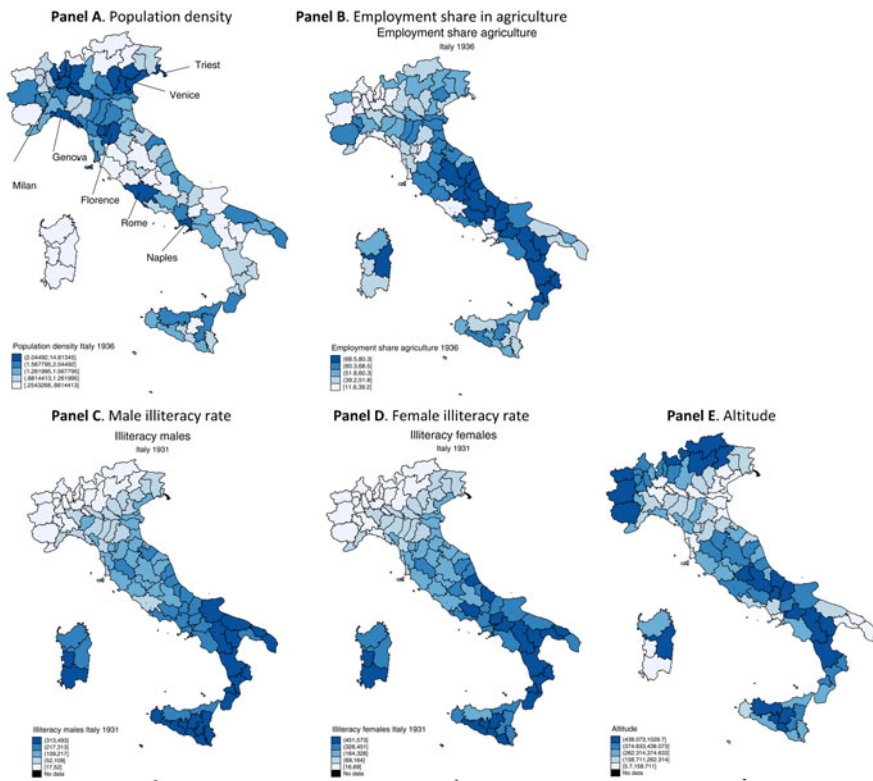 Panel A. Population density
Triest
Venice
Genova
Milan
Florence
Rome
Naples
Population density Italy 1936
(2.04492,14.81345]
(1.567795,2.04492]
(1.261995,1.567795]
(.8814413,1.261995]
[.2543268,.8814413]
Panel B. Employment share in agriculture
Employment share agriculture
Italy 1936
Employment share agriculture 1936
(68.5,80.3]
(60.3,68.5]
(51.8,60.3]
(39.2,51.8]
[11.6,39.2]
Panel C. Male illiteracy rate
Illiteracy males
Italy 1931
Illiteracy males Italy 1931
(313,493]
(217,313]
(109,217]
(52,109]
[17,52]
No data
Panel D. Female illiteracy rate
Illiteracy females
Italy 1931
Illiteracy females Italy 1931
(451,573]
(328,451]
(164,328]
(69,164]
[16,69]
No data
Panel E. Altitude
Altitude
(438.073,1029.7]
(374.633,438.073]
(262.314,374.633]
(158.711,262.314]
[5.7,158.711]
No data